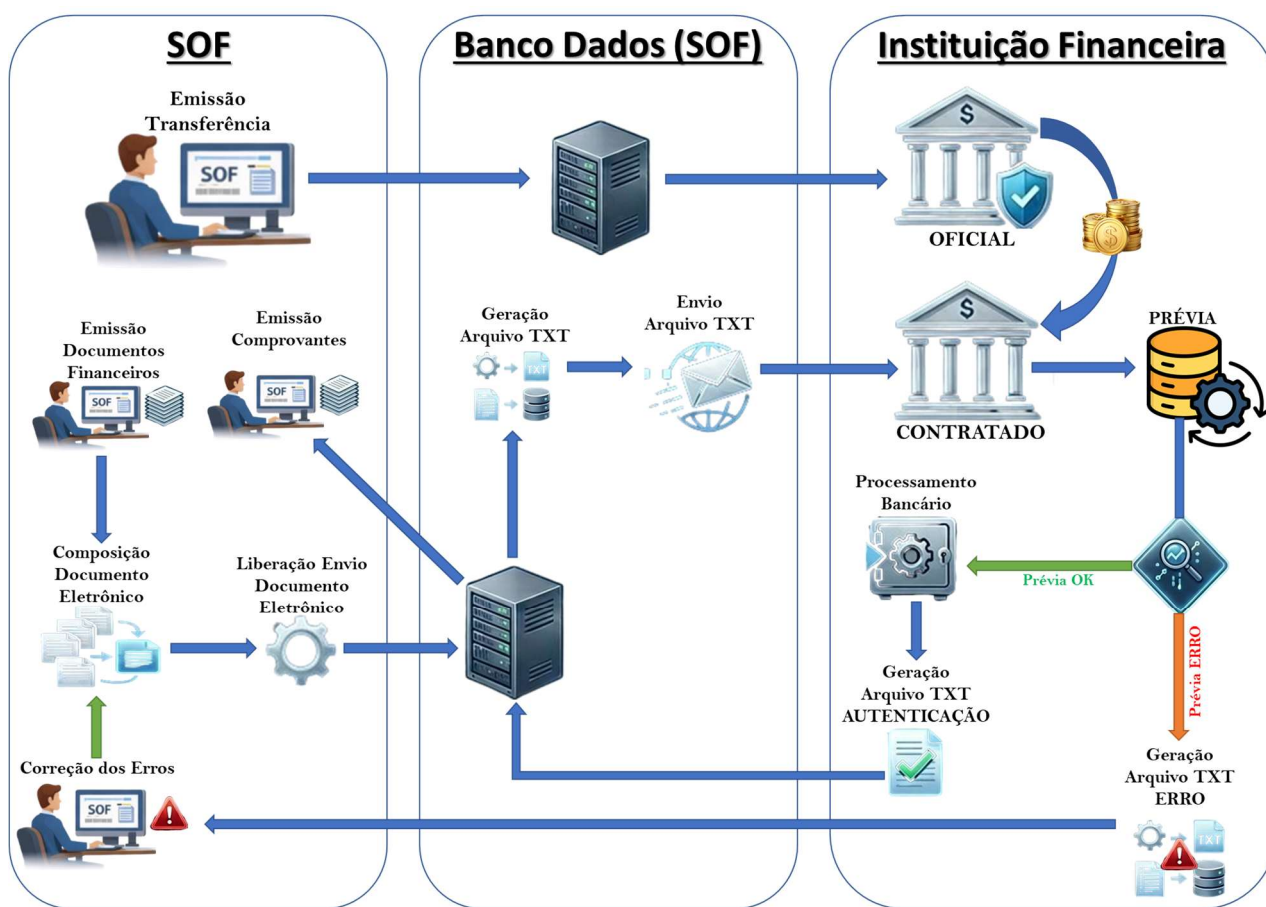 SOF
Banco Dados (SOF)
Instituição Financeira
Emissão
Transferência
SOF
$
OFICIAL
$
Emissão
Documentos
Financeiros
SOF
Emissão
Comprovantes
SOF
Geração
Arquivo TXT
TXT
Envio
Arquivo TXT
$
CONTRATADO
PRÉVIA
Processamento
Bancário
Prévia OK
Prévia ERRO
Composição
Documento
Eletrônico
Liberação Envio
Documento
Eletrônico
Geração
Arquivo TXT
AUTENTICAÇÃO
Correção dos Erros
SOF
!
Geração
Arquivo TXT
ERRO
TXT
!